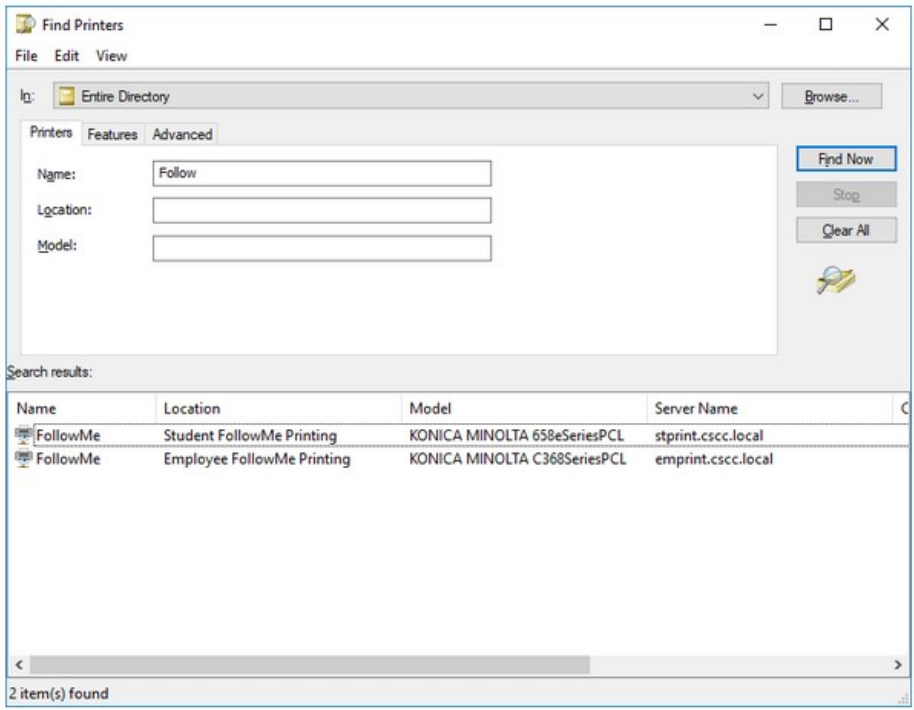 Find Printers
File Edit View
In: Entire Directory Browse...
Printers Features Advanced
Find Now
Name: Follow
Stop
Location:
Clear All
Model:
Search results:
Name Location Model Server Name C
FollowMe Student FollowMe Printing KONICA MINOLTA 658eSeriesPCL stprint.cscc.local
FollowMe Employee FollowMe Printing KONICA MINOLTA C368SeriesPCL emprint.cscc.local
2 item(s) found